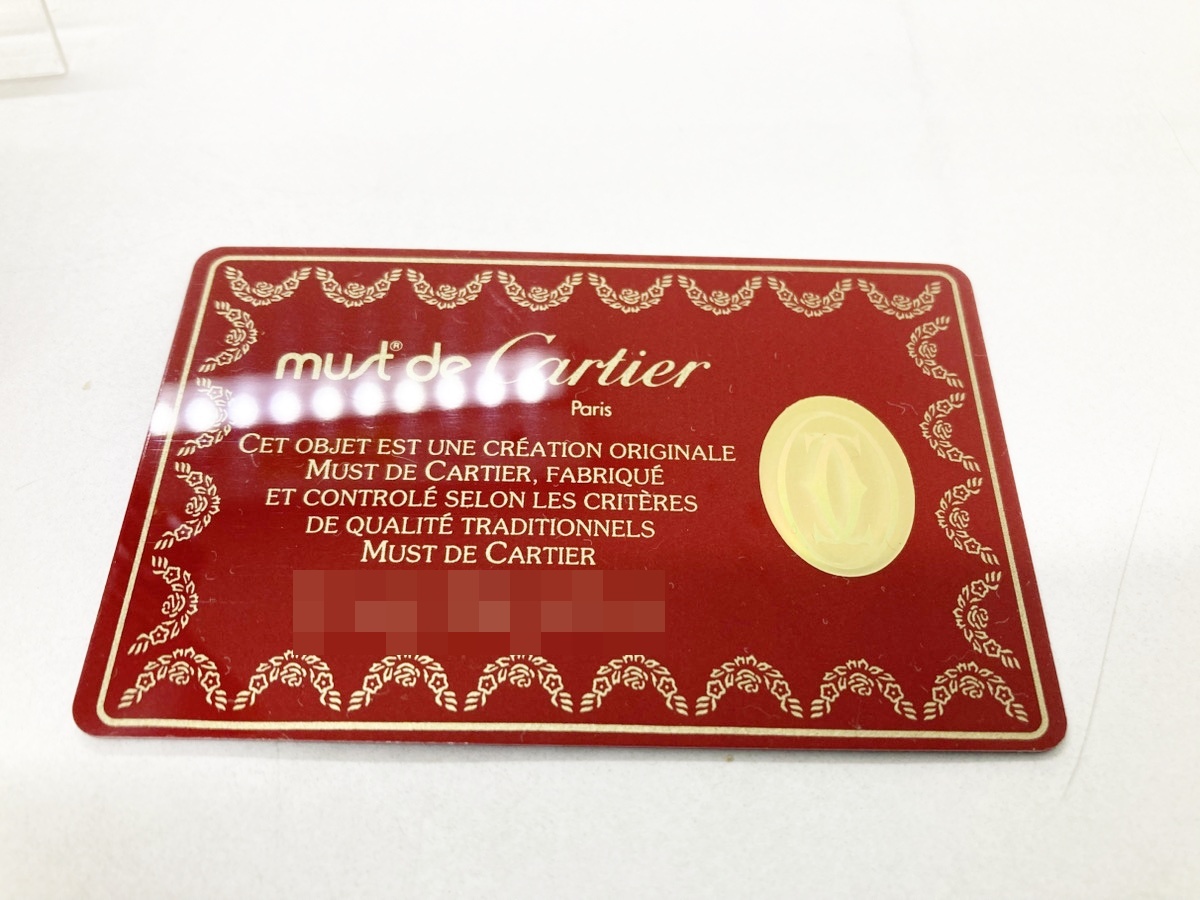 must® de Cartier
Paris
CET OBJET EST UNE CRÉATION ORIGINALE
MUST DE CARTIER, FABRIQUÉ
ET CONTROLÉ SELON LES CRITÈRES
DE QUALITÉ TRADITIONNELS
MUST DE CARTIER